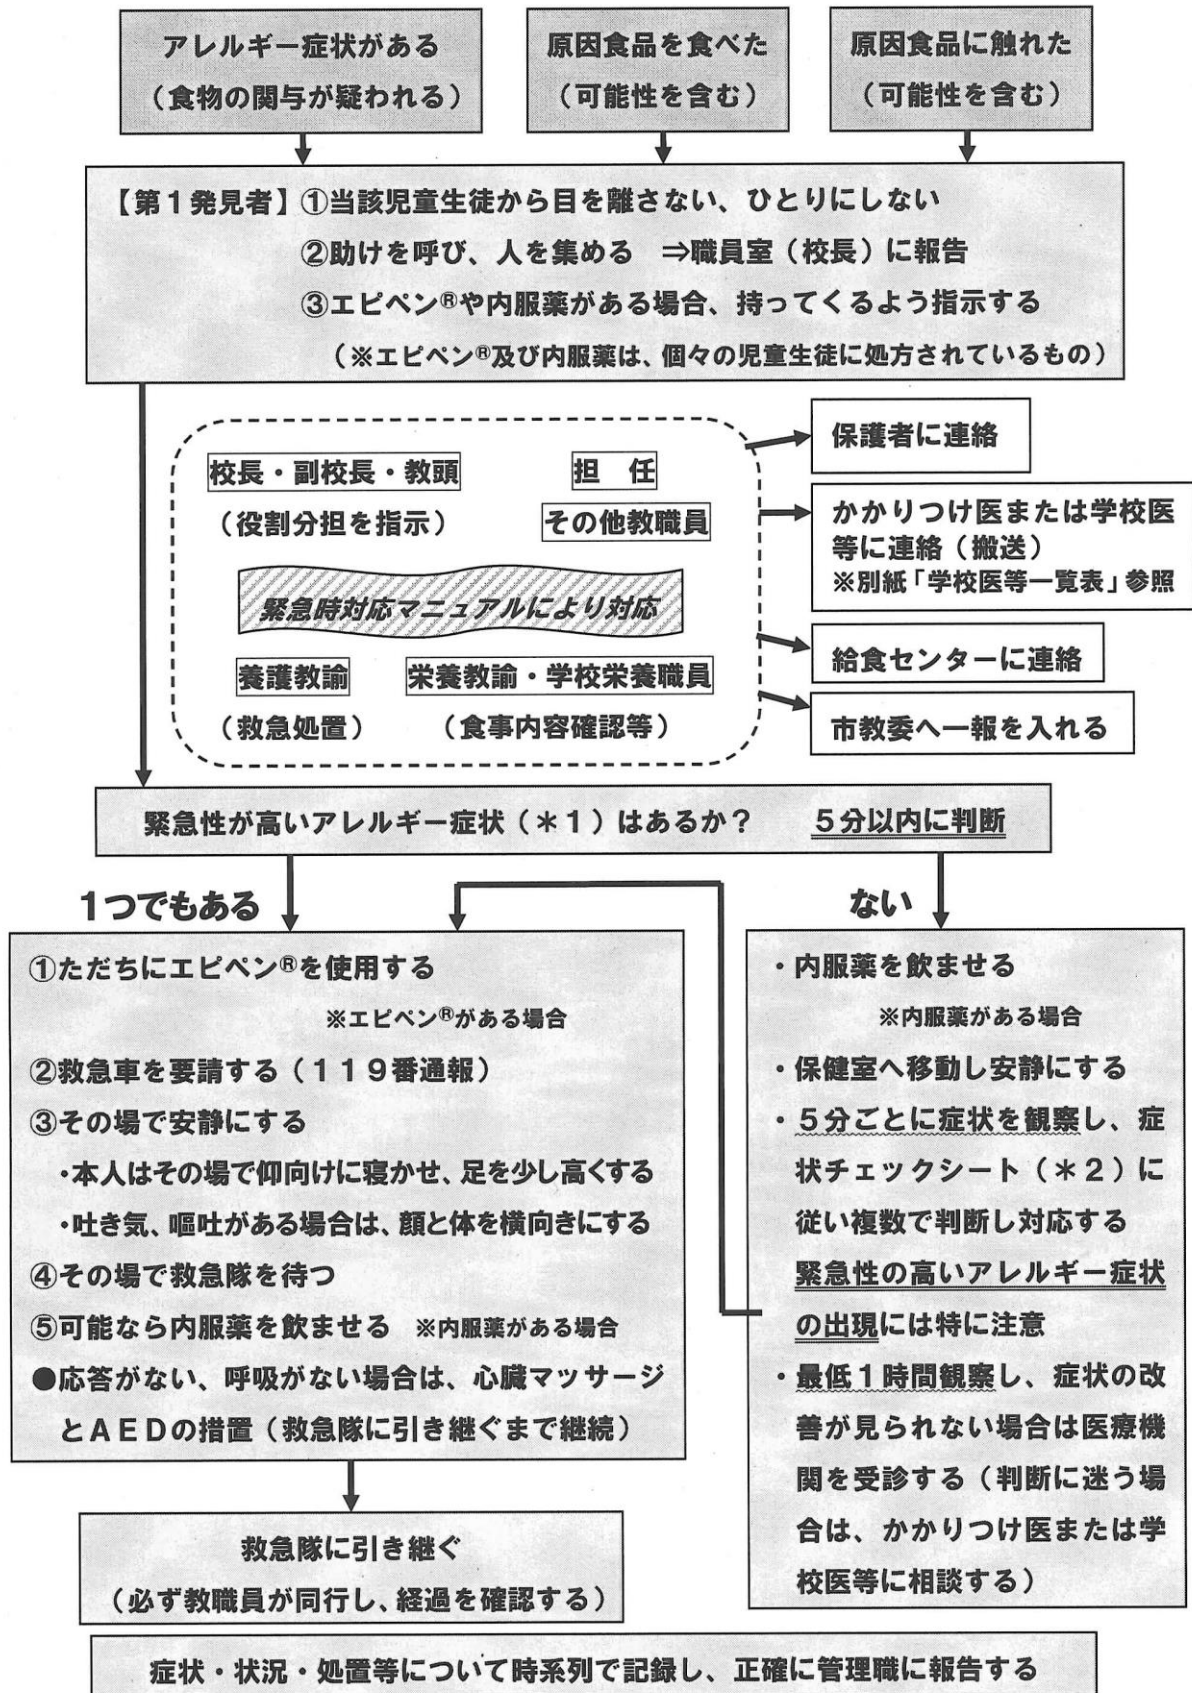 アレルギー症状がある
（食物の関与が疑われる）
原因食品を食べた
（可能性を含む）
原因食品に触れた
（可能性を含む）
【第１発見者】①当該児童生徒から目を離さない、ひとりにしない
②助けを呼び、人を集める　⇒職員室（校長）に報告
③エピペン®や内服薬がある場合、持ってくるよう指示する
（※エピペン®及び内服薬は、個々の児童生徒に処方されているもの）
校長・副校長・教頭
（役割分担を指示）
担　任
その他教職員
緊急時対応マニュアルにより対応
養護教諭
（救急処置）
栄養教諭・学校栄養職員
（食事内容確認等）
保護者に連絡
かかりつけ医または学校医
等に連絡（搬送）
※別紙「学校医等一覧表」参照
給食センターに連絡
市教委へ一報を入れる
緊急性が高いアレルギー症状（＊１）はあるか？　５分以内に判断
１つでもある
①ただちにエピペン®を使用する
※エピペン®がある場合
②救急車を要請する（１１９番通報）
③その場で安静にする
・本人はその場で仰向けに寝かせ、足を少し高くする
・吐き気、嘔吐がある場合は、顔と体を横向きにする
④その場で救急隊を待つ
⑤可能なら内服薬を飲ませる　※内服薬がある場合
●応答がない、呼吸がない場合は、心臓マッサージ
とＡＥＤの措置（救急隊に引き継ぐまで継続）
ない
・内服薬を飲ませる
※内服薬がある場合
・保健室へ移動し安静にする
・５分ごとに症状を観察し、症
状チェックシート（＊２）に
従い複数で判断し対応する
緊急性の高いアレルギー症状
の出現には特に注意
・最低１時間観察し、症状の改
善が見られない場合は医療機
関を受診する（判断に迷う場
合は、かかりつけ医または学
校医等に相談する）
救急隊に引き継ぐ
（必ず教職員が同行し、経過を確認する）
症状・状況・処置等について時系列で記録し、正確に管理職に報告する